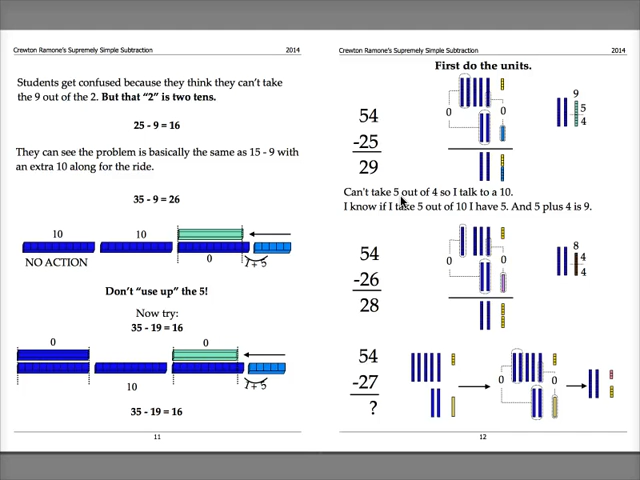 Crewton Ramone's Supremely Simple Subtraction 2014
Students get confused because they think they can't take
the 9 out of the 2. But that "2" is two tens.
25 - 9 = 16
They can see the problem is basically the same as 15 - 9 with
an extra 10 along for the ride.
35 - 9 = 26
10 10
NO ACTION 0 1 + 5
Don't "use up" the 5!
Now try:
35 - 19 = 16
0 0
10 1 + 5
35 - 19 = 16
11
Crewton Ramone's Supremely Simple Subtraction 2014
First do the units.
54
-25
29
0 0
9
5
4
Can't take 5 out of 4 so I talk to a 10.
I know if I take 5 out of 10 I have 5. And 5 plus 4 is 9.
54
-26
28
0 0
8
4
4
54
-27
?
0 0
12